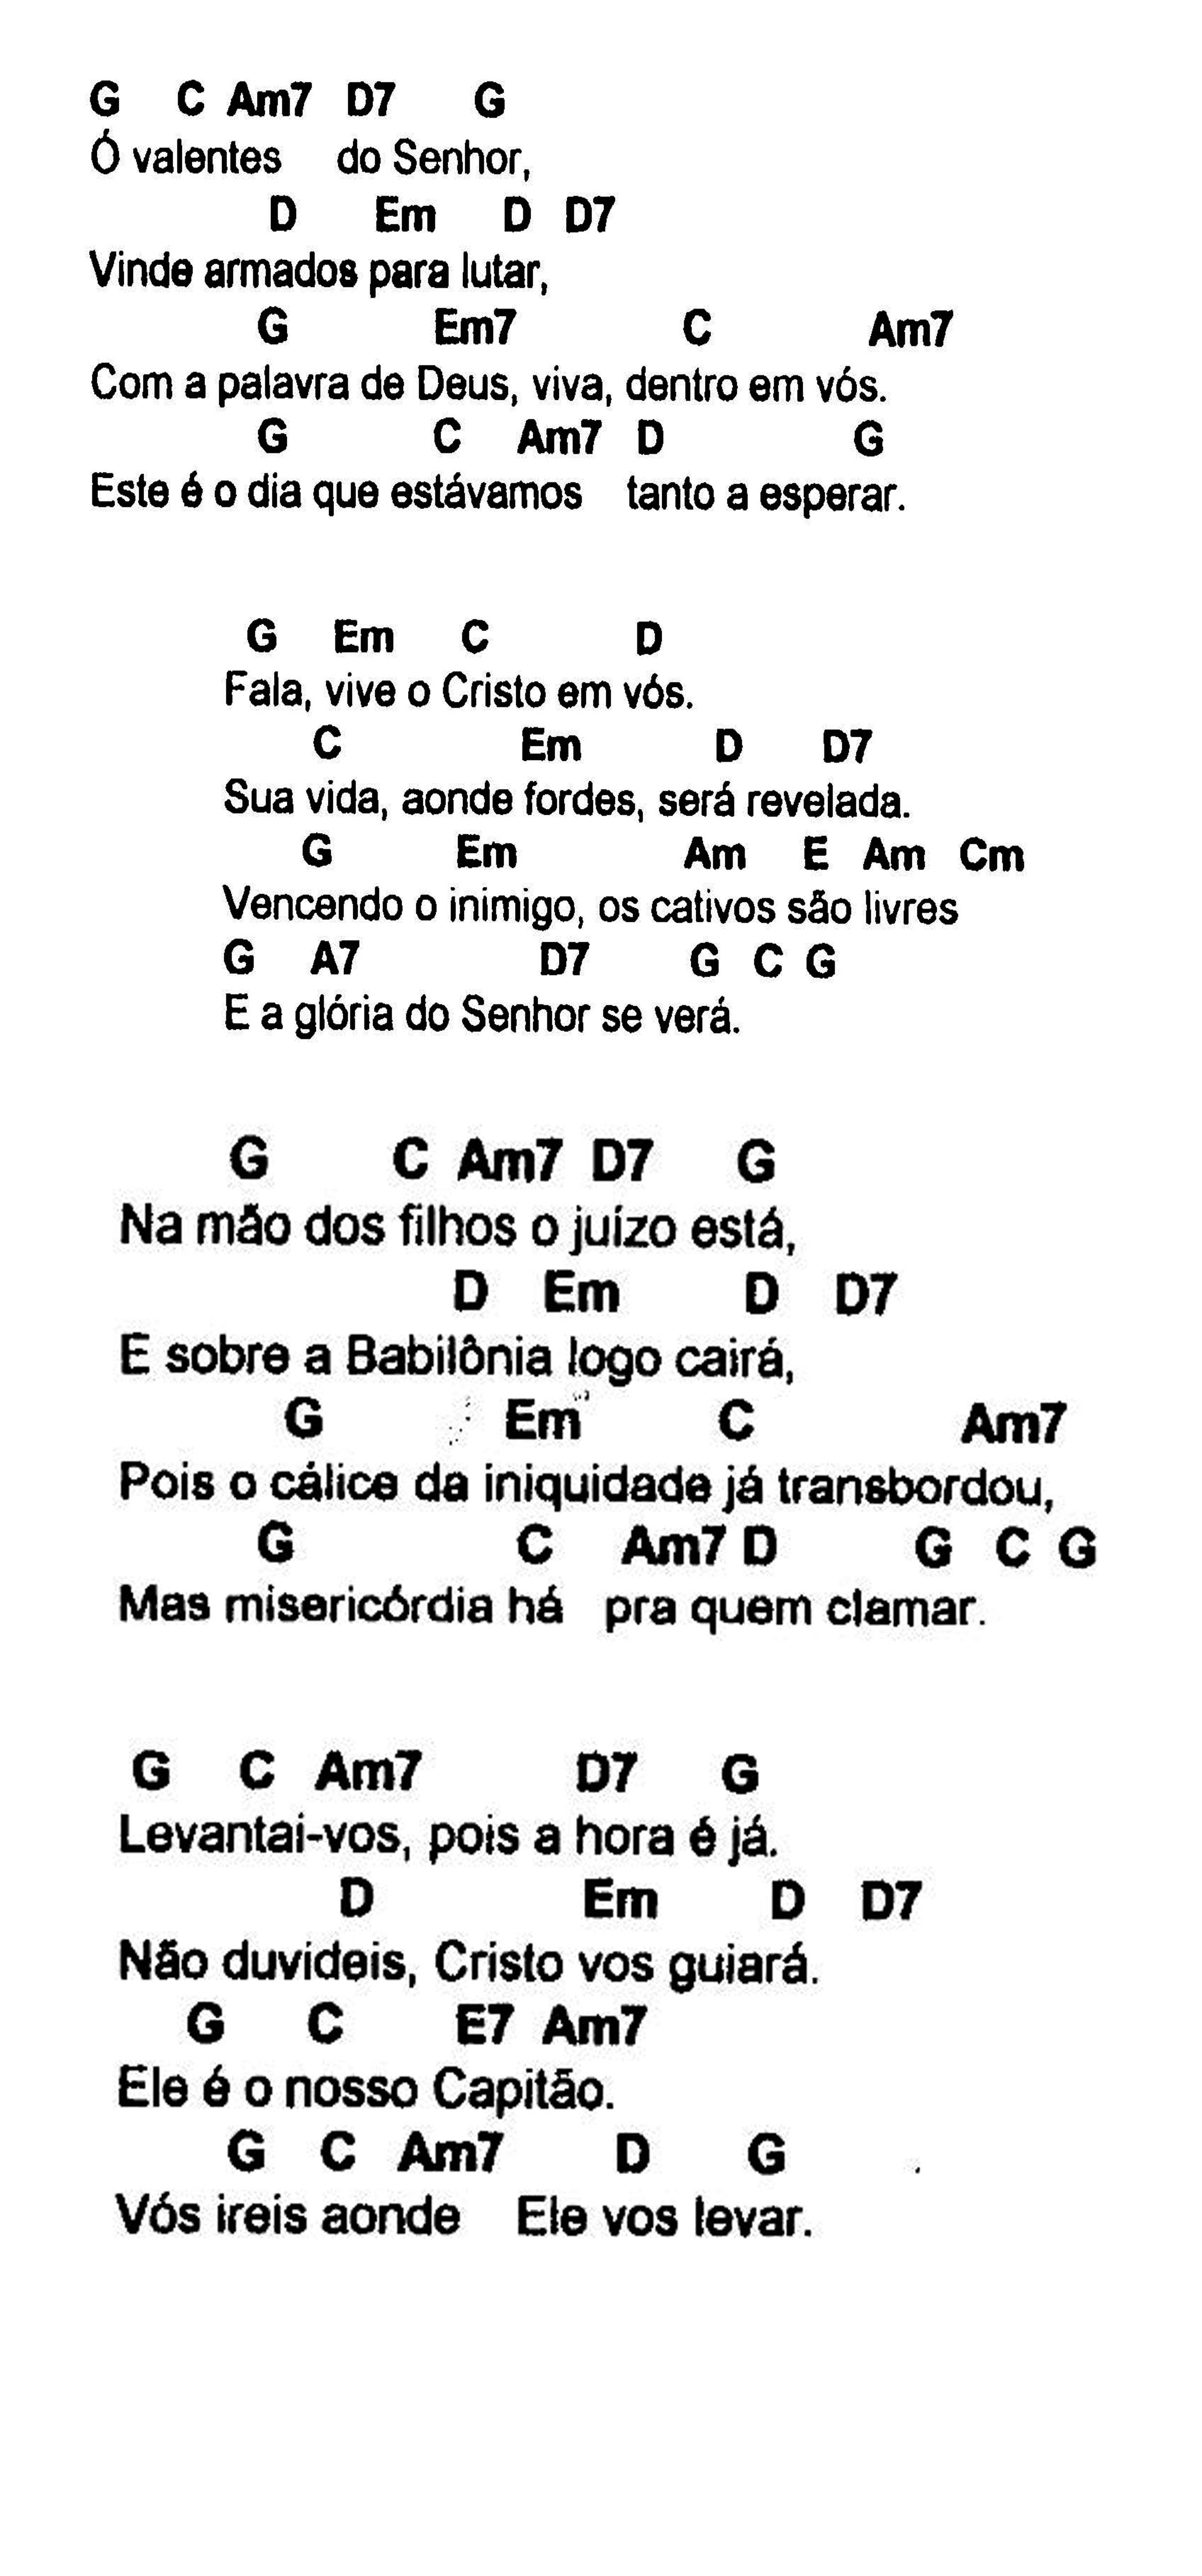 G C Am7 D7 G
Ó valentes do Senhor,
D Em D D7
Vinde armados para lutar,
G Em7 C Am7
Com a palavra de Deus, viva, dentro em vós.
G C Am7 D G
Este é o dia que estávamos tanto a esperar.
G Em C D
Fala, vive o Cristo em vós.
C Em D D7
Sua vida, aonde fordes, será revelada.
G Em Am E Am Cm
Vencendo o inimigo, os cativos são livres
G A7 D7 G C G
E a glória do Senhor se verá.
G C Am7 D7 G
Na mão dos filhos o juízo está,
D Em D D7
E sobre a Babilônia logo cairá,
G Em C Am7
Pois o cálice da iniquidade já transbordou,
G C Am7 D G C G
Mas misericórdia há pra quem clamar.
G C Am7 D7 G
Levantai-vos, pois a hora é já.
D Em D D7
Não duvideis, Cristo vos guiará.
G C E7 Am7
Ele é o nosso Capitão.
G C Am7 D G
Vós ireis aonde Ele vos levar.